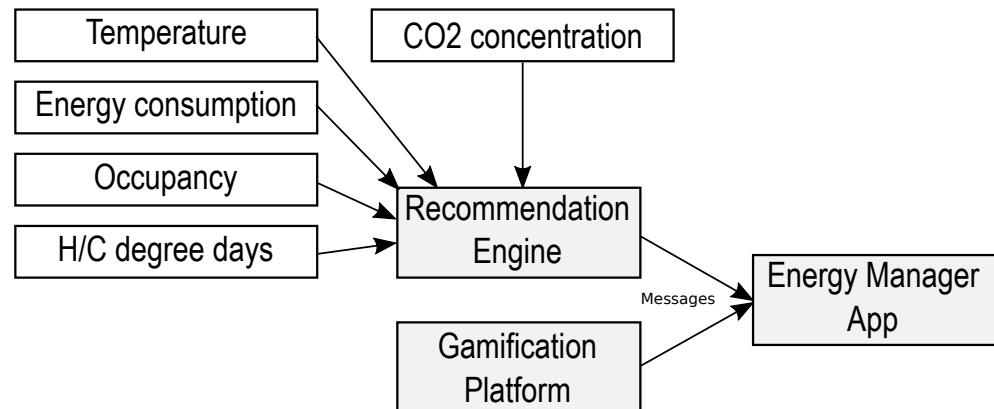 Temperature
CO2 concentration
Energy consumption
Occupancy
H/C degree days
Recommendation
Engine
Messages
Energy Manager
App
Gamification
Platform